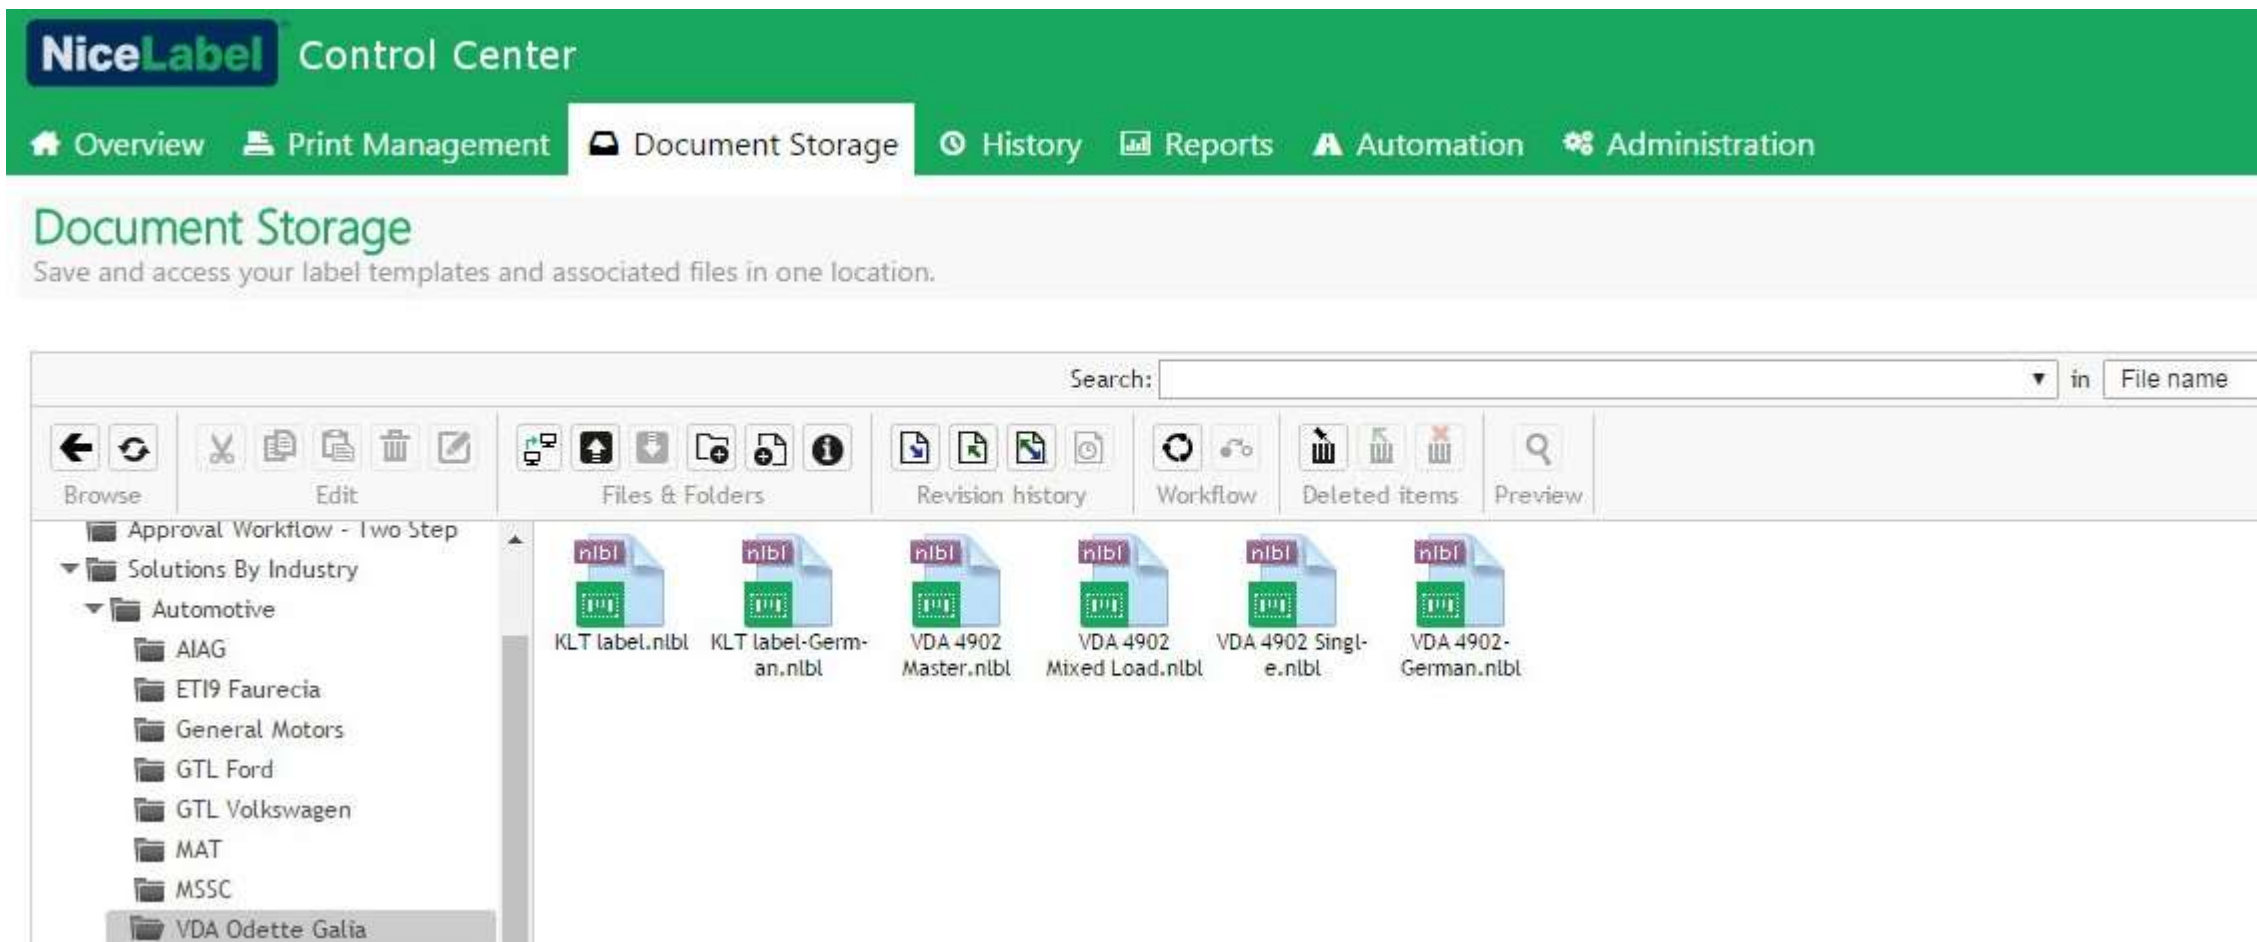 NiceLabel Control Center
Overview Print Management Document Storage History Reports Automation Administration
Document Storage
Save and access your label templates and associated files in one location.
Search: in File name
Browse Edit Files & Folders Revision history Workflow Deleted items Preview
Approval Workflow - Two Step
Solutions By Industry
Automotive
AIAG
ETI9 Faurecia
General Motors
GTL Ford
GTL Volkswagen
MAT
MSSC
VDA Odette Galia
nlbl nlbl nlbl nlbl nlbl nlbl
KLT label.nlbl KLT label-Germ- VDA 4902 VDA 4902 VDA 4902 Singl- VDA 4902-
an.nlbl Master.nlbl Mixed Load.nlbl e.nlbl German.nlbl